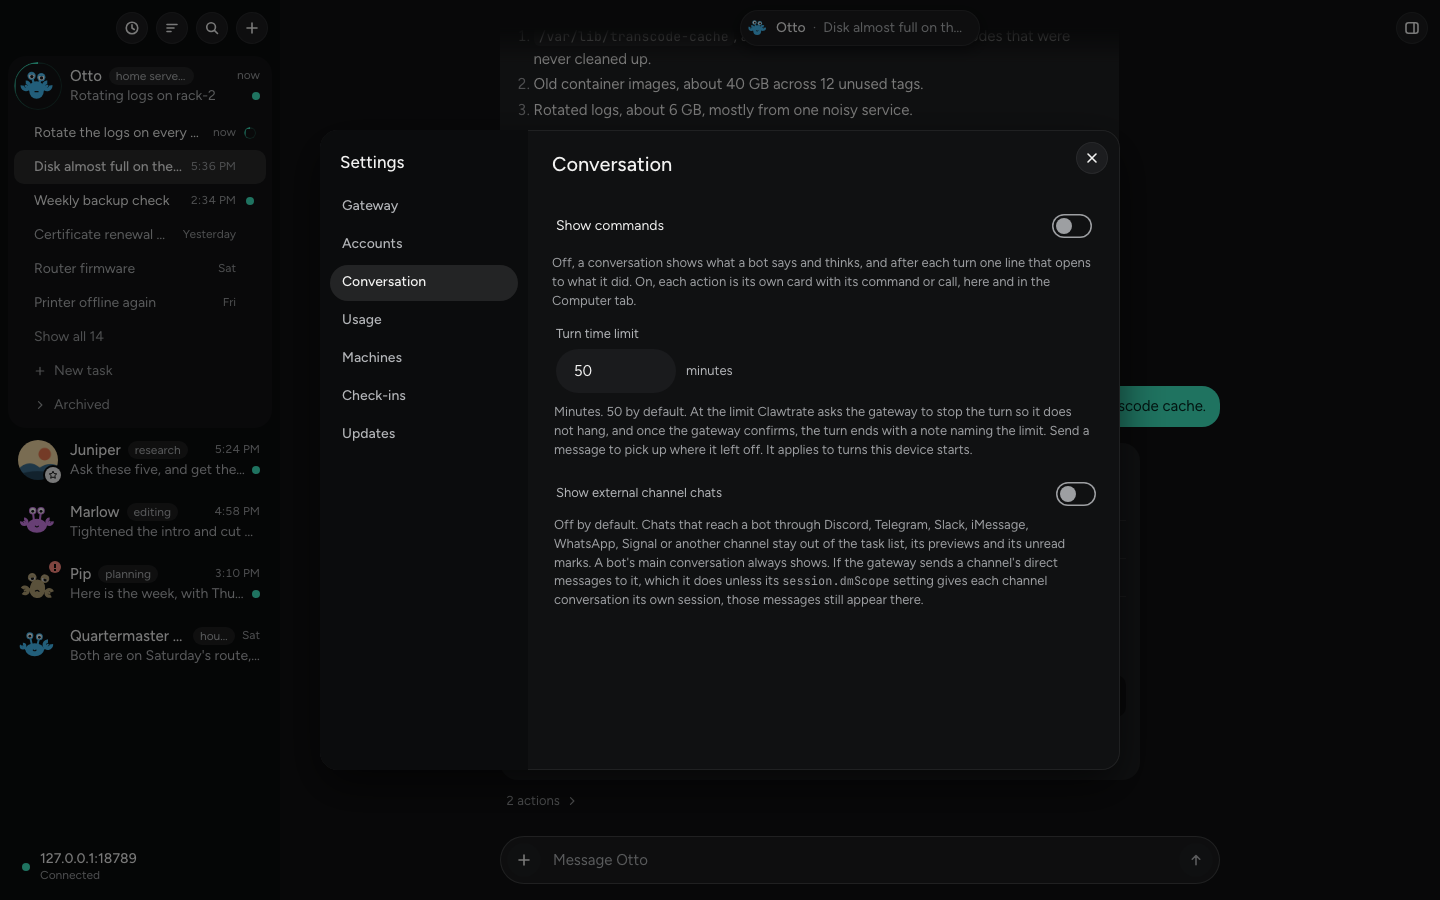 Otto · Disk almost full on th...
Otto home serve... now
Rotating logs on rack-2
Rotate the logs on every ... now
Disk almost full on the... 5:36 PM
Weekly backup check 2:34 PM
Certificate renewal ... Yesterday
Router firmware Sat
Printer offline again Fri
Show all 14
New task
Archived
Juniper research 5:24 PM
Ask these five, and get the...
Marlow editing 4:58 PM
Tightened the intro and cut ...
Pip planning 3:10 PM
Here is the week, with Thu...
Quartermaster ... hou... Sat
Both are on Saturday's route,...
127.0.0.1:18789
Connected
1. /var/lib/transcode-cache, that were
never cleaned up.
2. Old container images, about 40 GB across 12 unused tags.
3. Rotated logs, about 6 GB, mostly from one noisy service.
Settings
Gateway
Accounts
Conversation
Usage
Machines
Check-ins
Updates
Conversation
Show commands
Off, a conversation shows what a bot says and thinks, and after each turn one line that opens
to what it did. On, each action is its own card with its command or call, here and in the
Computer tab.
Turn time limit
50 minutes
Minutes. 50 by default. At the limit Clawtrate asks the gateway to stop the turn so it does
not hang, and once the gateway confirms, the turn ends with a note naming the limit. Send a
message to pick up where it left off. It applies to turns this device starts.
Show external channel chats
Off by default. Chats that reach a bot through Discord, Telegram, Slack, iMessage,
WhatsApp, Signal or another channel stay out of the task list, its previews and its unread
marks. A bot's main conversation always shows. If the gateway sends a channel's direct
messages to it, which it does unless its session.dmScope setting gives each channel
conversation its own session, those messages still appear there.
cache.
2 actions
Message Otto